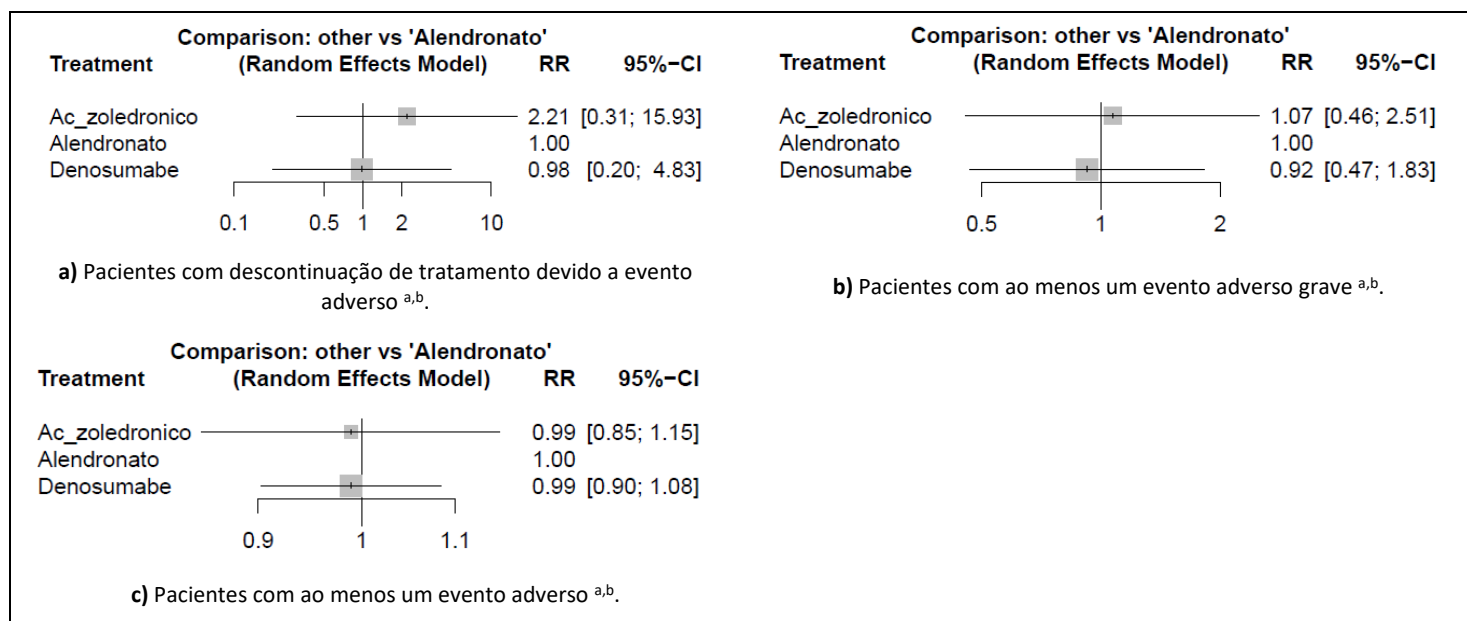 Comparison: other vs 'Alendronato'
Treatment (Random Effects Model) RR 95%−CI
Ac_zoledronico 2.21 [0.31; 15.93]
Alendronato 1.00
Denosumabe 0.98 [0.20; 4.83]
0.1 0.5 1 2 10
a) Pacientes com descontinuação de tratamento devido a evento
adverso a,b.
Comparison: other vs 'Alendronato'
Treatment (Random Effects Model) RR 95%−CI
Ac_zoledronico 1.07 [0.46; 2.51]
Alendronato 1.00
Denosumabe 0.92 [0.47; 1.83]
0.5 1 2
b) Pacientes com ao menos um evento adverso grave a,b.
Comparison: other vs 'Alendronato'
Treatment (Random Effects Model) RR 95%−CI
Ac_zoledronico 0.99 [0.85; 1.15]
Alendronato 1.00
Denosumabe 0.99 [0.90; 1.08]
0.9 1 1.1
c) Pacientes com ao menos um evento adverso a,b.